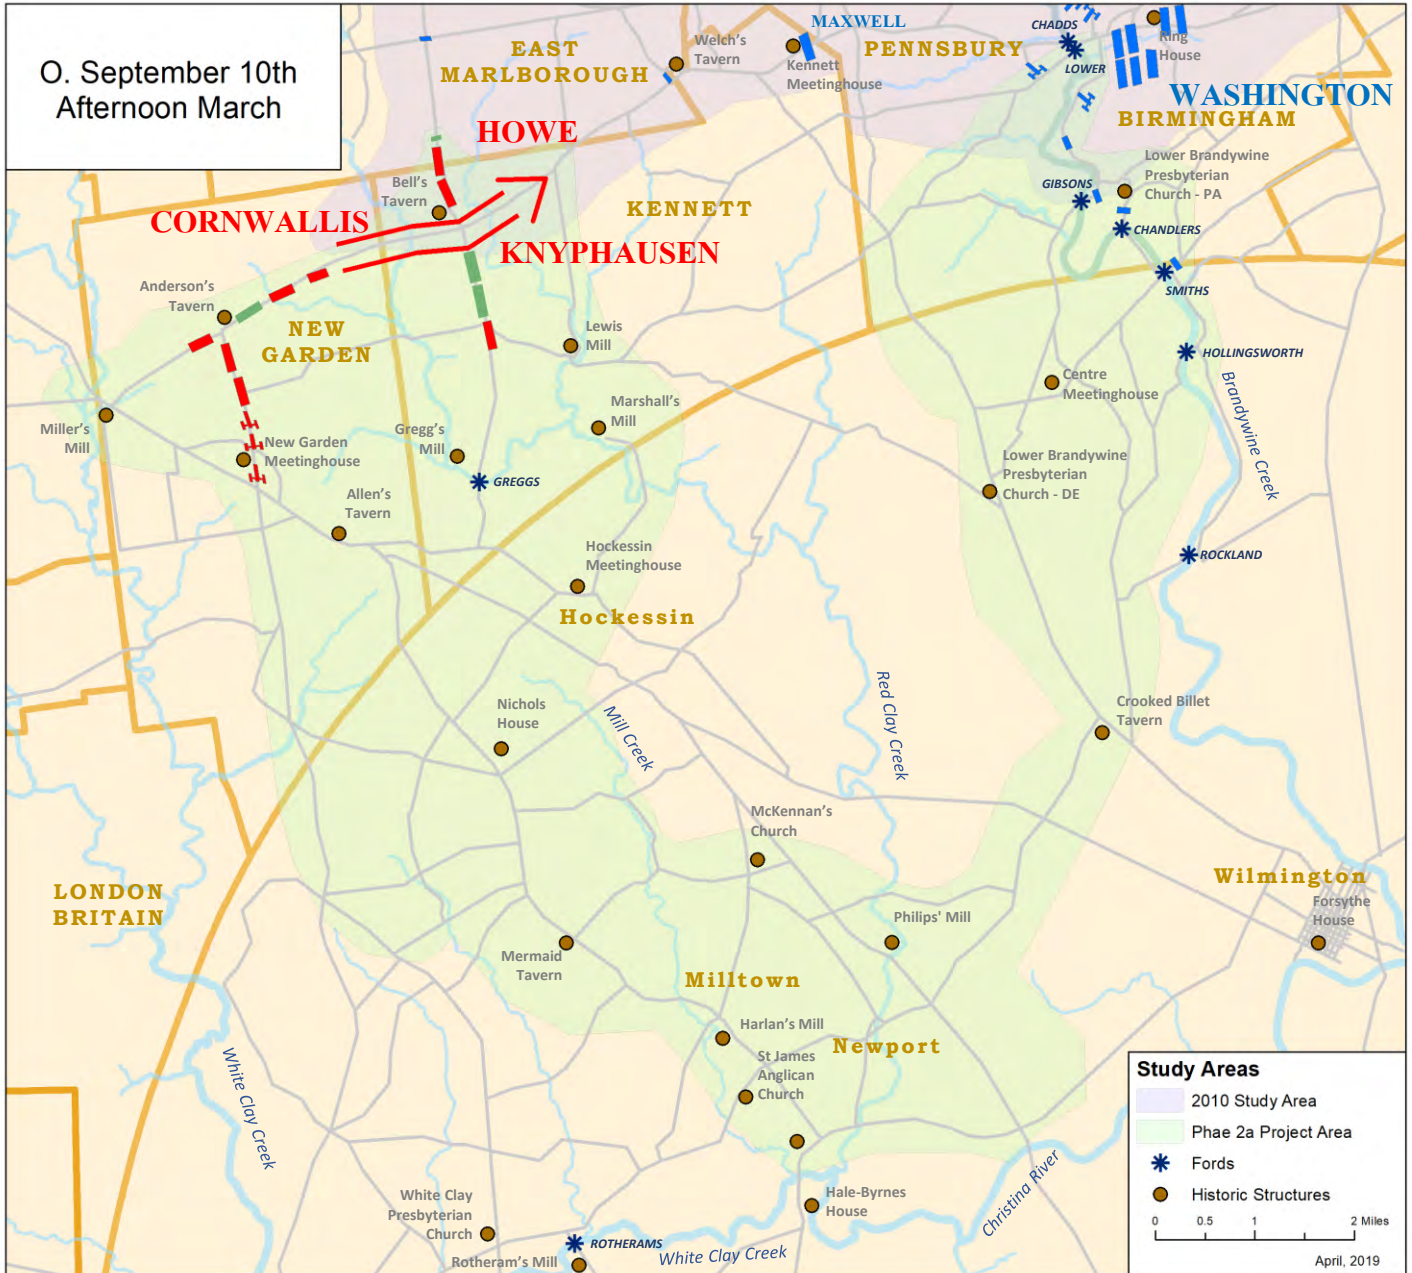 O. September 10th
Afternoon March
EAST
MARLBOROUGH
Welch's
Tavern
MAXWELL
Kennett
Meetinghouse
PENNSBURY
CHADDS
LOWER
Ring
House
WASHINGTON
BIRMINGHAM
HOWE
Bell's
Tavern
CORNWALLIS
KNYPHAUSEN
KENNETT
GIBSONS
Lower Brandywine
Presbyterian
Church - PA
CHANDLERS
SMITHS
Anderson's
Tavern
NEW
GARDEN
Lewis
Mill
HOLLINGSWORTH
Brandywine Creek
Centre
Meetinghouse
Miller's
Mill
New Garden
Meetinghouse
Gregg's
Mill
Marshall's
Mill
GREGGS
Allen's
Tavern
Lower Brandywine
Presbyterian
Church - DE
ROCKLAND
Hockessin
Meetinghouse
Hockessin
Nichols
House
Mill Creek
Red Clay Creek
Crooked Billet
Tavern
McKennan's
Church
LONDON
BRITAIN
Wilmington
Forsythe
House
Philips' Mill
Mermaid
Tavern
Milltown
Harlan's Mill
Newport
St James
Anglican
Church
White Clay Creek
White Clay
Presbyterian
Church
Rotheram's Mill
ROTHERAMS
White Clay Creek
Hale-Byrnes
House
Christina River
Study Areas
2010 Study Area
Phae 2a Project Area
Fords
Historic Structures
0 0.5 1 2 Miles
April, 2019